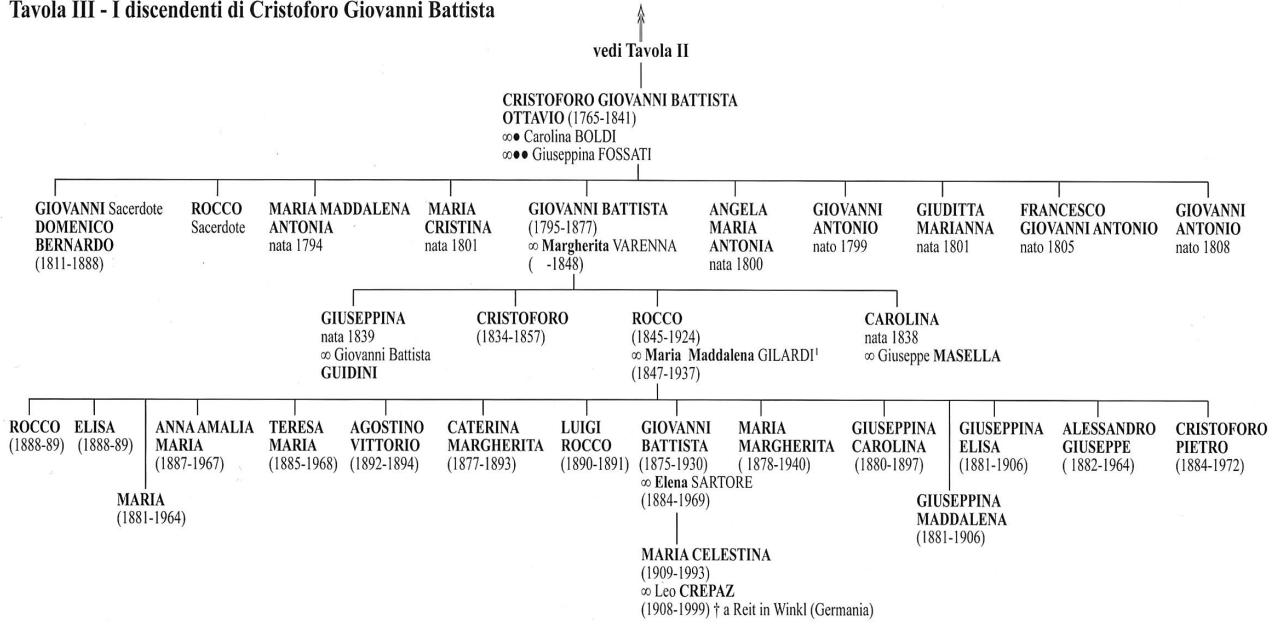 Tavola III - I discendenti di Cristoforo Giovanni Battista
vedi Tavola II
CRISTOFORO GIOVANNI BATTISTA
OTTAVIO (1765-1841)
∞● Carolina BOLDI
∞●● Giuseppina FOSSATI
GIOVANNI Sacerdote
DOMENICO
BERNARDO
(1811-1888)
ROCCO
Sacerdote
MARIA MADDALENA
ANTONIA
nata 1794
MARIA
CRISTINA
nata 1801
GIOVANNI BATTISTA
(1795-1877)
∞ Margherita VARENNA
( -1848)
ANGELA
MARIA
ANTONIA
nata 1800
GIOVANNI
ANTONIO
nato 1799
GIUDITTA
MARIANNA
nata 1801
FRANCESCO
GIOVANNI ANTONIO
nato 1805
GIOVANNI
ANTONIO
nato 1808
GIUSEPPINA
nata 1839
∞ Giovanni Battista
GUIDINI
CRISTOFORO
(1834-1857)
ROCCO
(1845-1924)
∞ Maria Maddalena GILARDI¹
(1847-1937)
CAROLINA
nata 1838
∞ Giuseppe MASELLA
ROCCO
(1888-89)
ELISA
(1888-89)
MARIA
(1881-1964)
ANNA AMALIA
MARIA
(1887-1967)
TERESA
MARIA
(1885-1968)
AGOSTINO
VITTORIO
(1892-1894)
CATERINA
MARGHERITA
(1877-1893)
LUIGI
ROCCO
(1890-1891)
GIOVANNI
BATTISTA
(1875-1930)
∞ Elena SARTORE
(1884-1969)
MARIA
MARGHERITA
( 1878-1940)
GIUSEPPINA
CAROLINA
(1880-1897)
GIUSEPPINA
MADDALENA
(1881-1906)
GIUSEPPINA
ELISA
(1881-1906)
ALESSANDRO
GIUSEPPE
( 1882-1964)
CRISTOFORO
PIETRO
(1884-1972)
MARIA CELESTINA
(1909-1993)
∞ Leo CREPAZ
(1908-1999) † a Reit in Winkl (Germania)